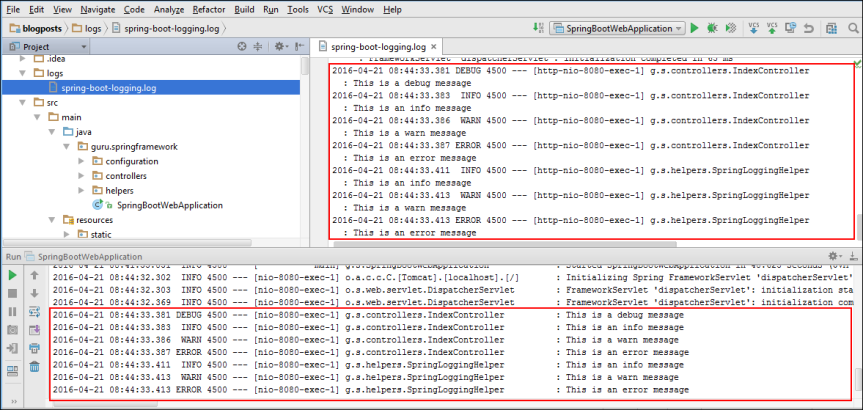 File Edit View Navigate Code Analyze Refactor Build Run Tools VCS Window Help
blogposts logs spring-boot-logging.log SpringBootWebApplication VCS VCS
Project
spring-boot-logging.log
.idea
logs
spring-boot-logging.log
src
main
java
guru.springframework
configuration
controllers
helpers
SpringBootWebApplication
resources
static
: FrameworkServlet 'dispatcherServlet': initialization completed in 65 ms
2016-04-21 08:44:33.381 DEBUG 4500 --- [http-nio-8080-exec-1] g.s.controllers.IndexController
: This is a debug message
2016-04-21 08:44:33.383 INFO 4500 --- [http-nio-8080-exec-1] g.s.controllers.IndexController
: This is an info message
2016-04-21 08:44:33.386 WARN 4500 --- [http-nio-8080-exec-1] g.s.controllers.IndexController
: This is a warn message
2016-04-21 08:44:33.387 ERROR 4500 --- [http-nio-8080-exec-1] g.s.controllers.IndexController
: This is an error message
2016-04-21 08:44:33.411 INFO 4500 --- [http-nio-8080-exec-1] g.s.helpers.SpringLoggingHelper
: This is an info message
2016-04-21 08:44:33.413 WARN 4500 --- [http-nio-8080-exec-1] g.s.helpers.SpringLoggingHelper
: This is a warn message
2016-04-21 08:44:33.413 ERROR 4500 --- [http-nio-8080-exec-1] g.s.helpers.SpringLoggingHelper
: This is an error message
Run SpringBootWebApplication
INFO 4500 --- [ main] g.s.SpringBootWebApplication : Started SpringBootWebApplication in
2016-04-21 08:44:32.302 INFO 4500 --- [nio-8080-exec-1] o.a.c.c.C.[Tomcat].[localhost].[/] : Initializing Spring FrameworkServlet 'dispatcherServlet'
2016-04-21 08:44:32.303 INFO 4500 --- [nio-8080-exec-1] o.s.web.servlet.DispatcherServlet : FrameworkServlet 'dispatcherServlet': initialization sta
2016-04-21 08:44:32.369 INFO 4500 --- [nio-8080-exec-1] o.s.web.servlet.DispatcherServlet : FrameworkServlet 'dispatcherServlet': initialization com
2016-04-21 08:44:33.381 DEBUG 4500 --- [nio-8080-exec-1] g.s.controllers.IndexController : This is a debug message
2016-04-21 08:44:33.383 INFO 4500 --- [nio-8080-exec-1] g.s.controllers.IndexController : This is an info message
2016-04-21 08:44:33.386 WARN 4500 --- [nio-8080-exec-1] g.s.controllers.IndexController : This is a warn message
2016-04-21 08:44:33.387 ERROR 4500 --- [nio-8080-exec-1] g.s.controllers.IndexController : This is an error message
2016-04-21 08:44:33.411 INFO 4500 --- [nio-8080-exec-1] g.s.helpers.SpringLoggingHelper : This is an info message
2016-04-21 08:44:33.413 WARN 4500 --- [nio-8080-exec-1] g.s.helpers.SpringLoggingHelper : This is a warn message
2016-04-21 08:44:33.413 ERROR 4500 --- [nio-8080-exec-1] g.s.helpers.SpringLoggingHelper : This is an error message